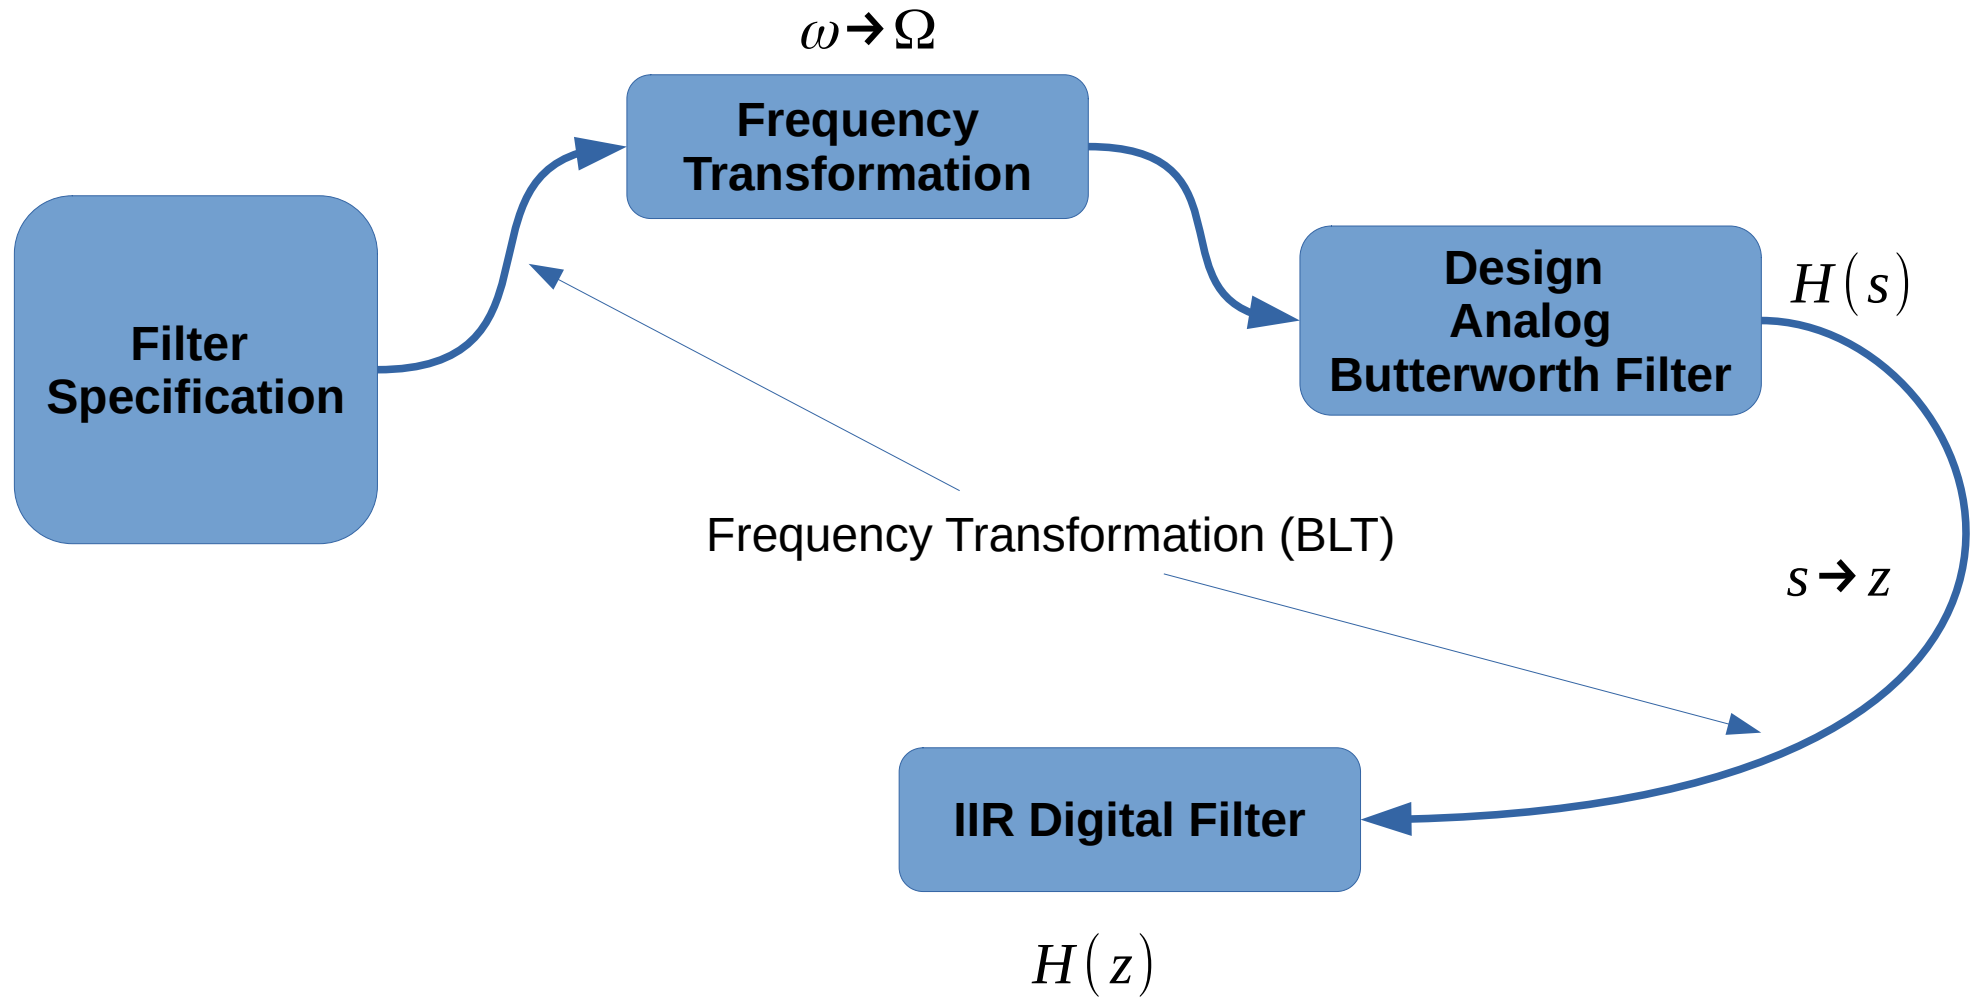 ω→Ω
Frequency
Transformation
Filter
Specification
Design
Analog
Butterworth Filter
H(s)
Frequency Transformation (BLT)
s→z
IIR Digital Filter
H(z)